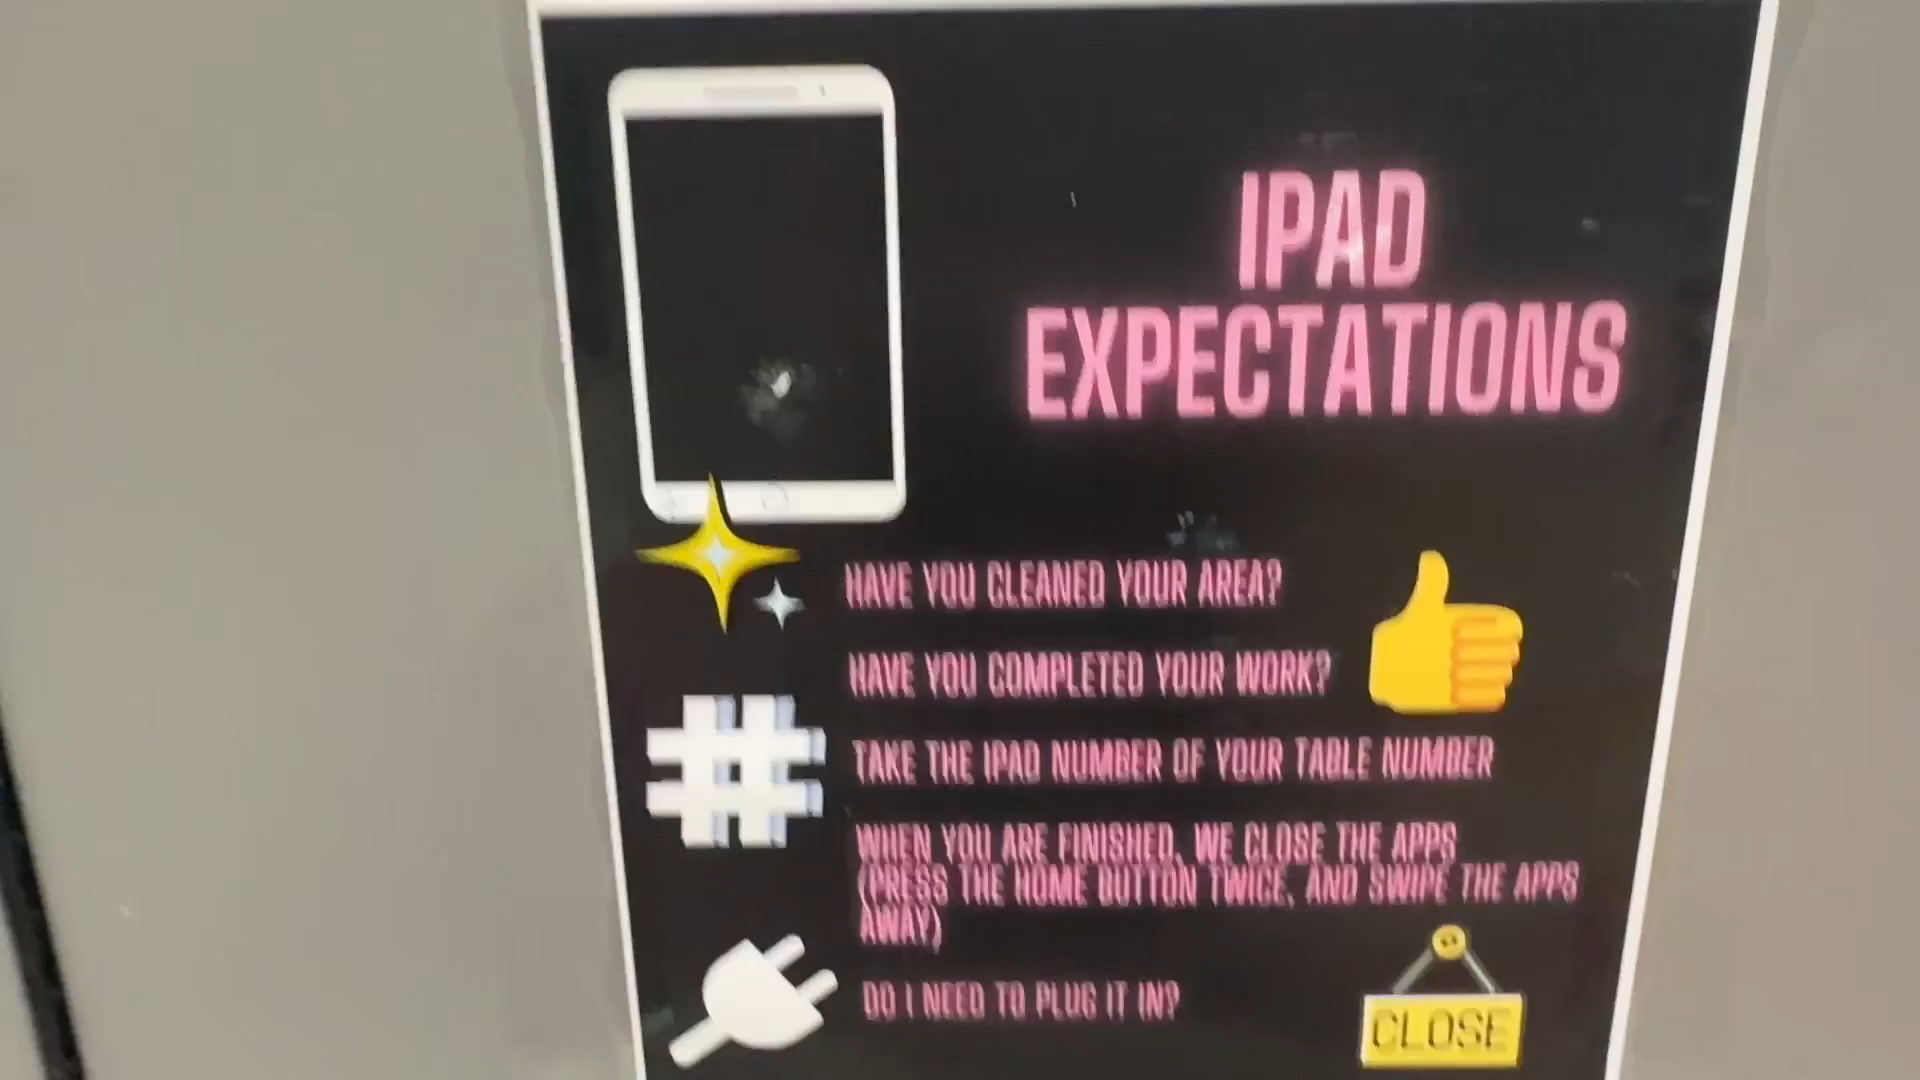 IPAD
EXPECTATIONS
HAVE YOU CLEANED YOUR AREA?
HAVE YOU COMPLETED YOUR WORK?
TAKE THE IPAD NUMBER OF YOUR TABLE NUMBER
WHEN YOU ARE FINISHED, WE CLOSE THE APPS
(PRESS THE HOME BUTTON TWICE, AND SWIPE THE APPS
AWAY)
DO I NEED TO PLUG IT IN?
CLOSE